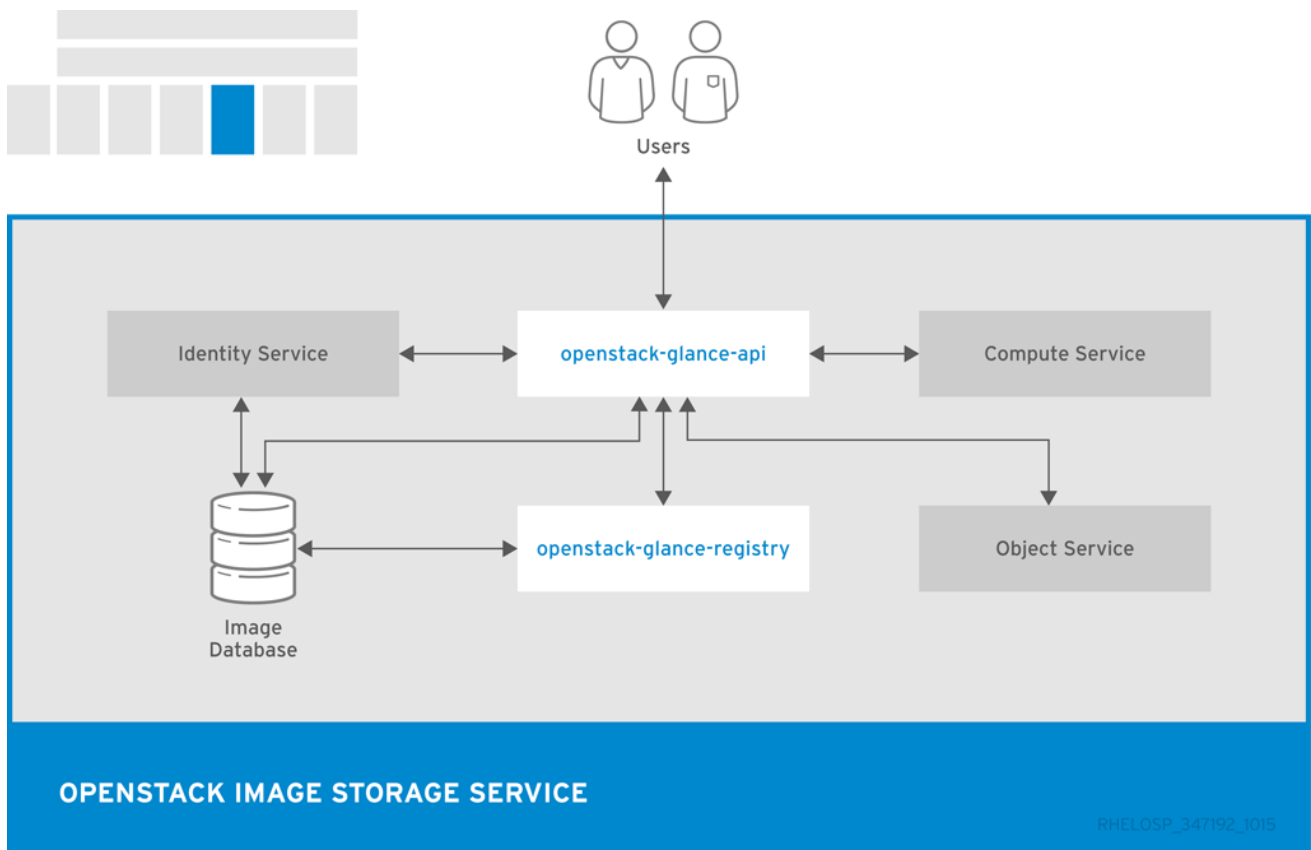 Users
Identity Service
openstack-glance-api
Compute Service
openstack-glance-registry
Object Service
Image
Database
OPENSTACK IMAGE STORAGE SERVICE
RHELOSP_347192_1015